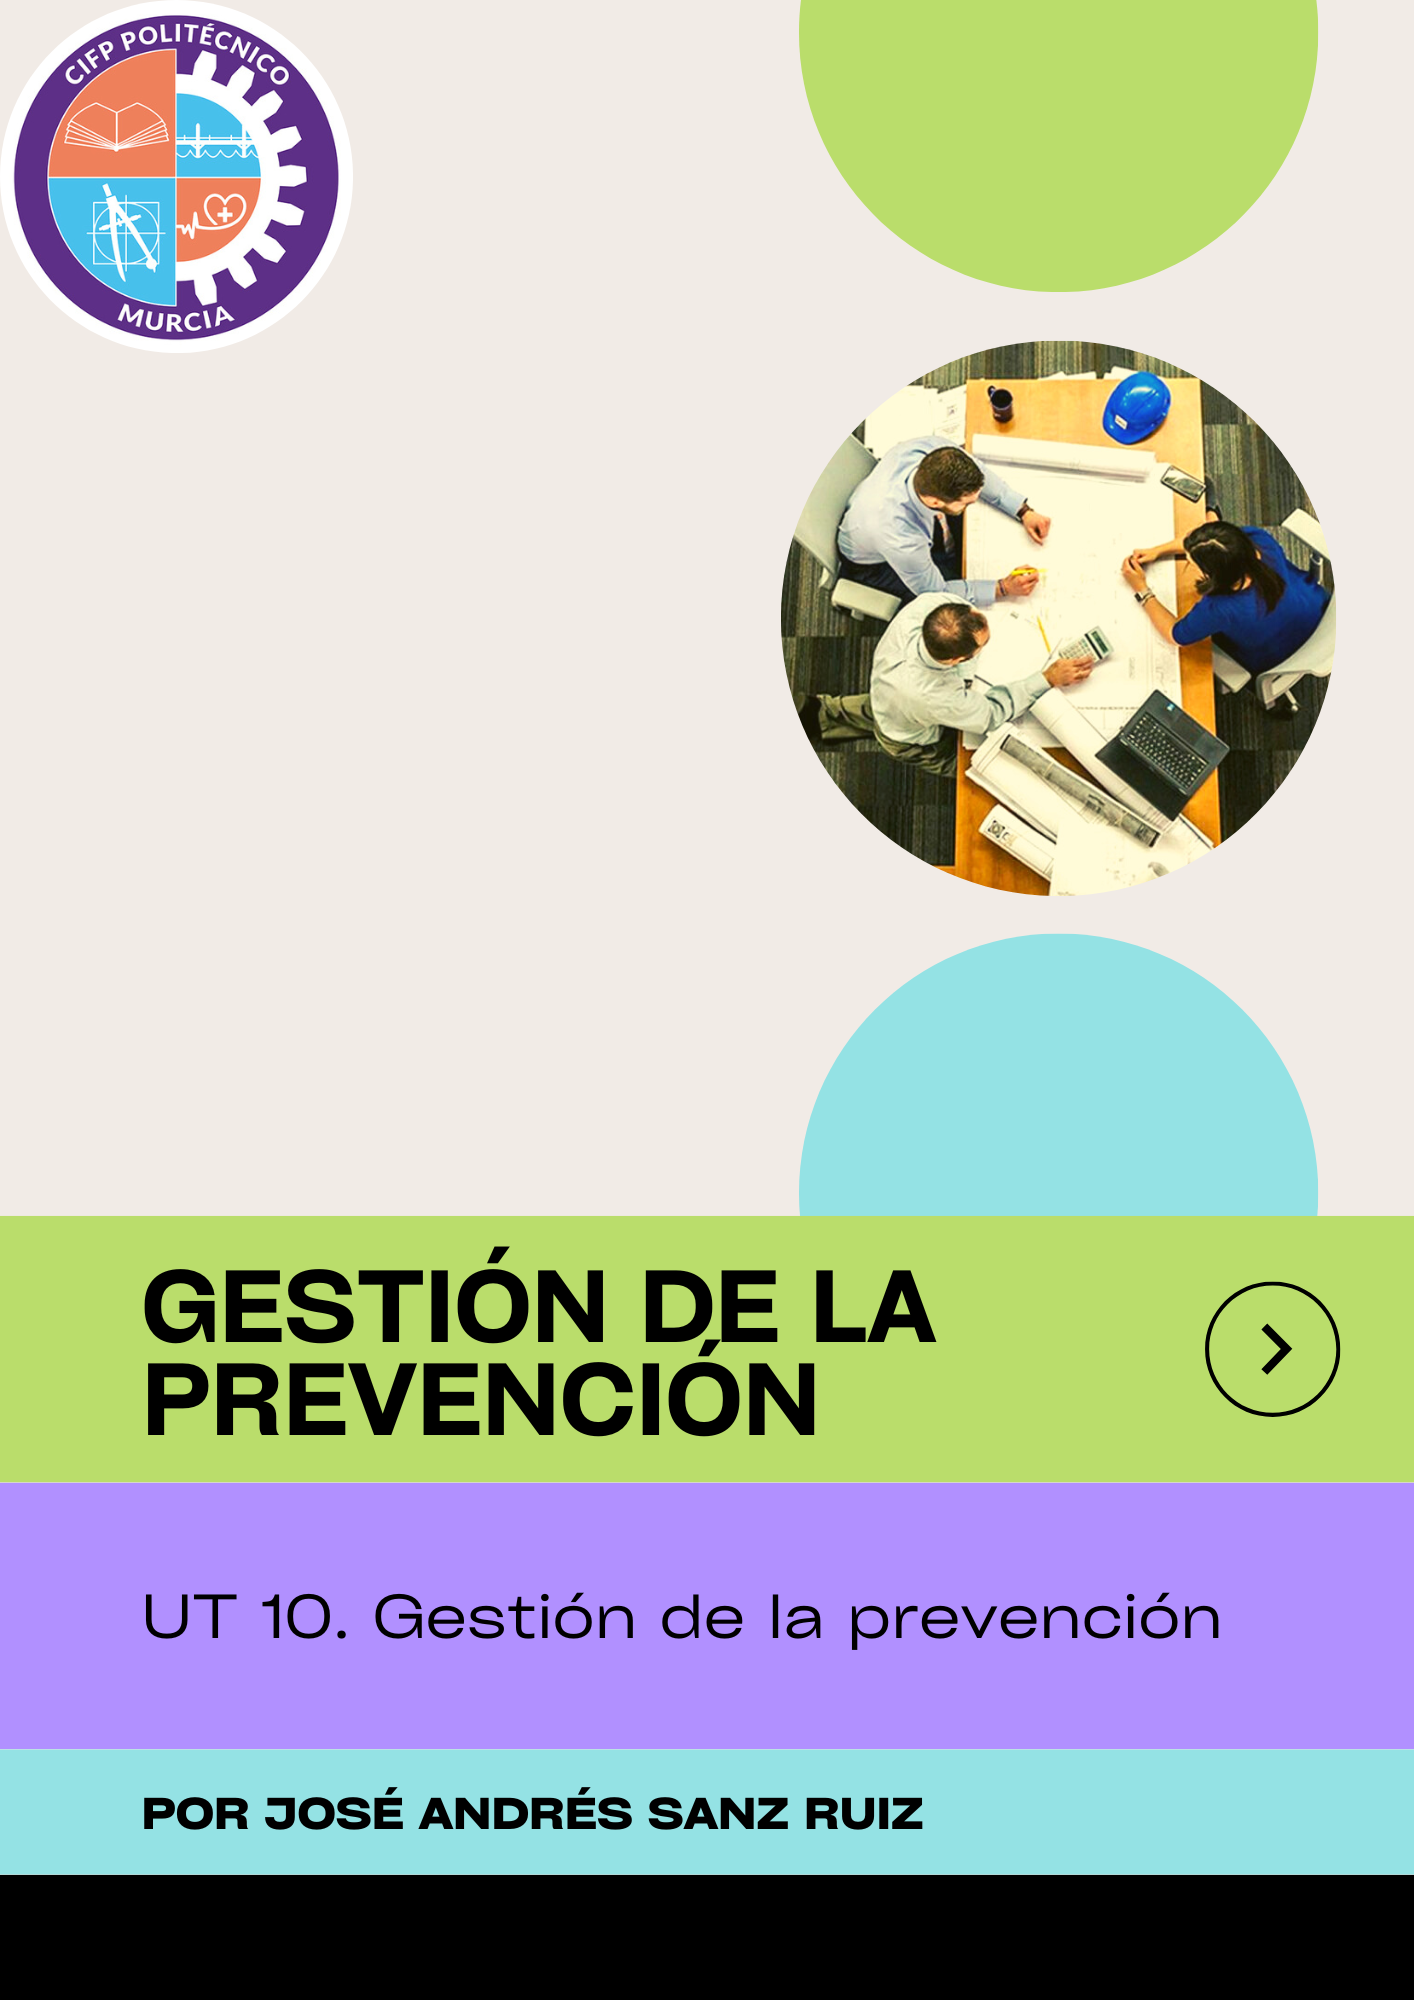 CIFP POLITÉCNICO
MURCIA
GESTIÓN DE LA
PREVENCIÓN
UT 10. Gestión de la prevención
POR JOSÉ ANDRÉS SANZ RUIZ